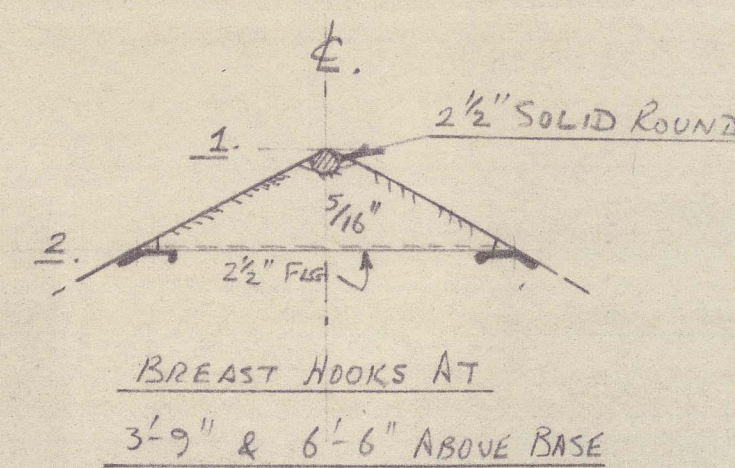 ℄.
2½" SOLID ROUND
1.
5/16"
2.
2½" FLG
BREAST HOOKS AT
3'-9" & 6'-6" ABOVE BASE